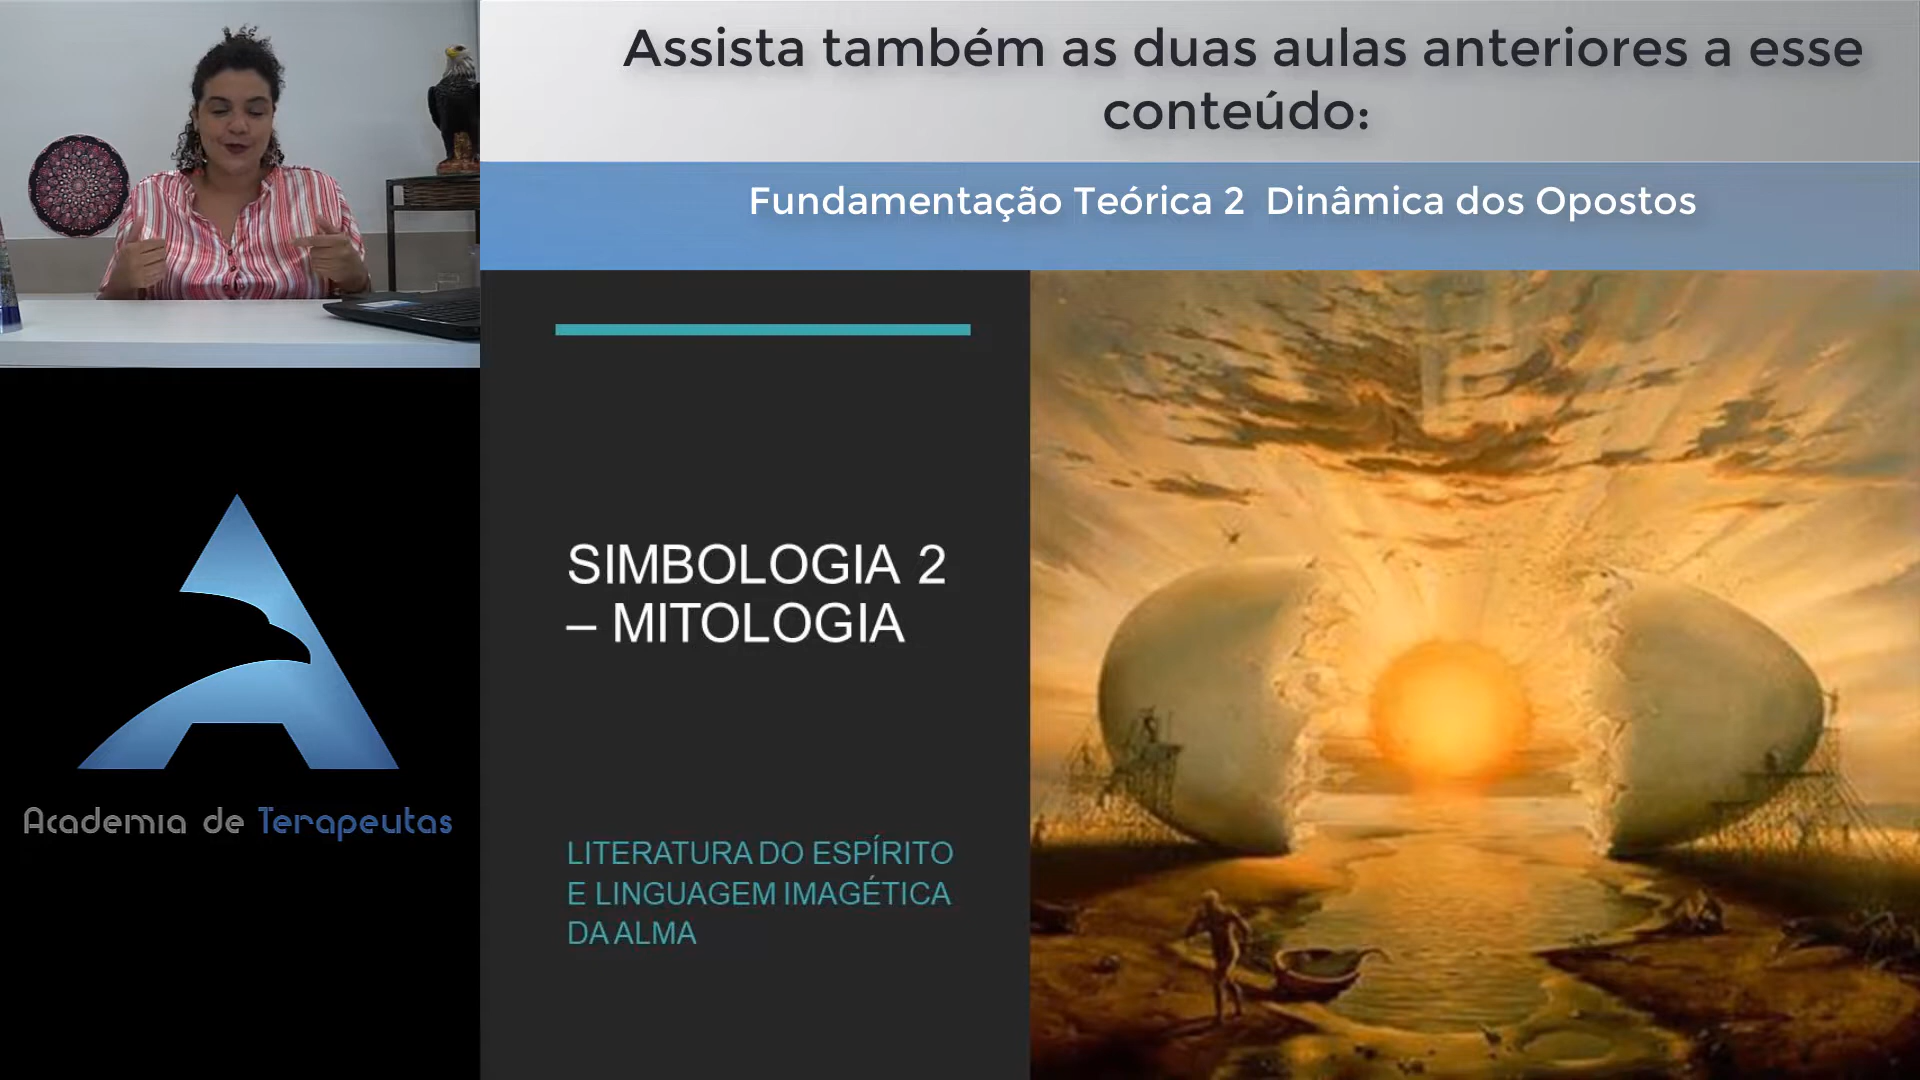 Assista também as duas aulas anteriores a esse
conteúdo:
Fundamentação Teórica 2  Dinâmica dos Opostos
SIMBOLOGIA 2
– MITOLOGIA
LITERATURA DO ESPÍRITO
E LINGUAGEM IMAGÉTICA
DA ALMA
Academia de Terapeutas